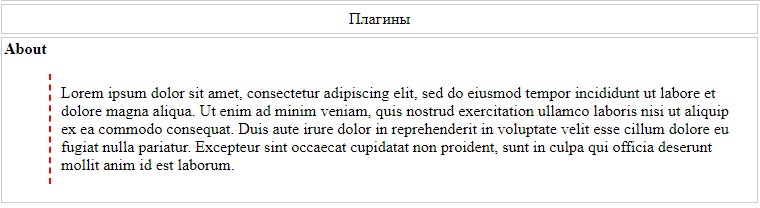 Плагины
About
Lorem ipsum dolor sit amet, consectetur adipiscing elit, sed do eiusmod tempor incididunt ut labore et
dolore magna aliqua. Ut enim ad minim veniam, quis nostrud exercitation ullamco laboris nisi ut aliquip
ex ea commodo consequat. Duis aute irure dolor in reprehenderit in voluptate velit esse cillum dolore eu
fugiat nulla pariatur. Excepteur sint occaecat cupidatat non proident, sunt in culpa qui officia deserunt
mollit anim id est laborum.